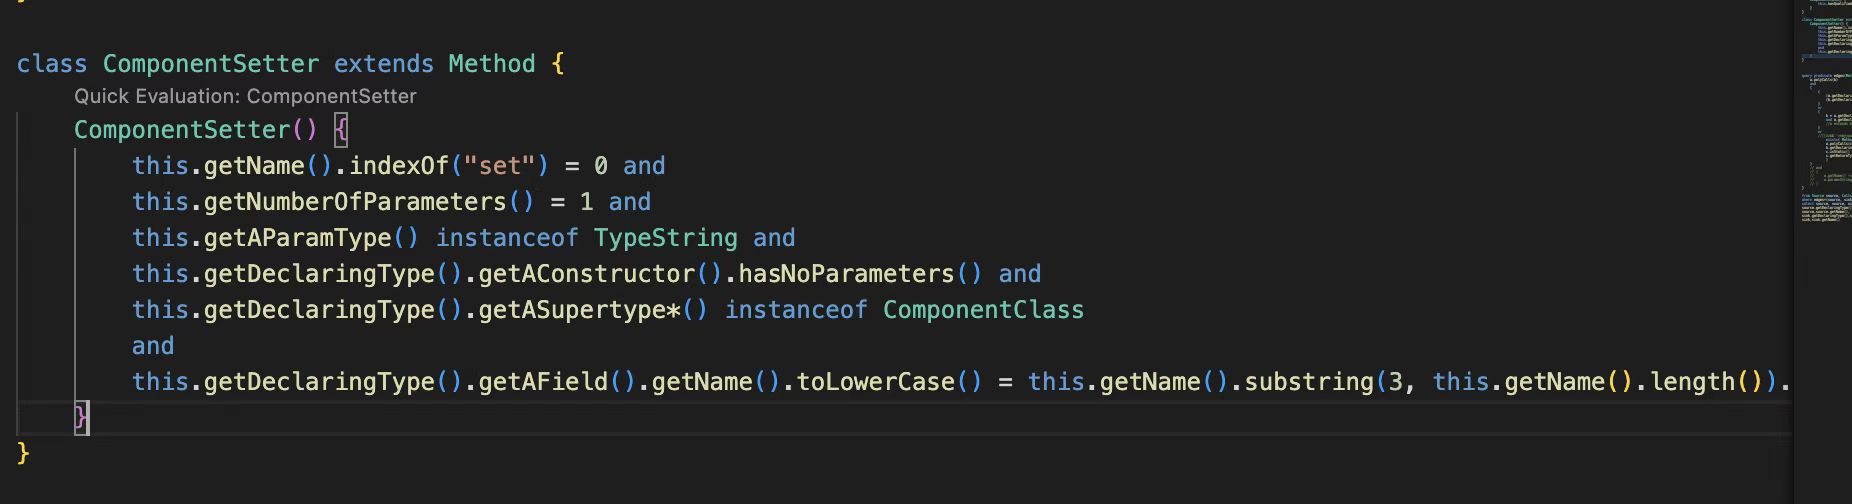 class ComponentSetter extends Method {
Quick Evaluation: ComponentSetter
ComponentSetter() {
this.getName().indexOf("set") = 0 and
this.getNumberOfParameters() = 1 and
this.getAParamType() instanceof TypeString and
this.getDeclaringType().getAConstructor().hasNoParameters() and
this.getDeclaringType().getASupertype*() instanceof ComponentClass
and
this.getDeclaringType().getAField().getName().toLowerCase() = this.getName().substring(3, this.getName().length()).
}
}